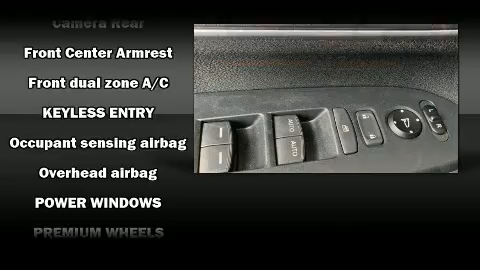 Camera Rear
Front Center Armrest
Front dual zone A/C
KEYLESS ENTRY
Occupant sensing airbag
Overhead airbag
POWER WINDOWS
PREMIUM WHEELS
AUTO
AUTO